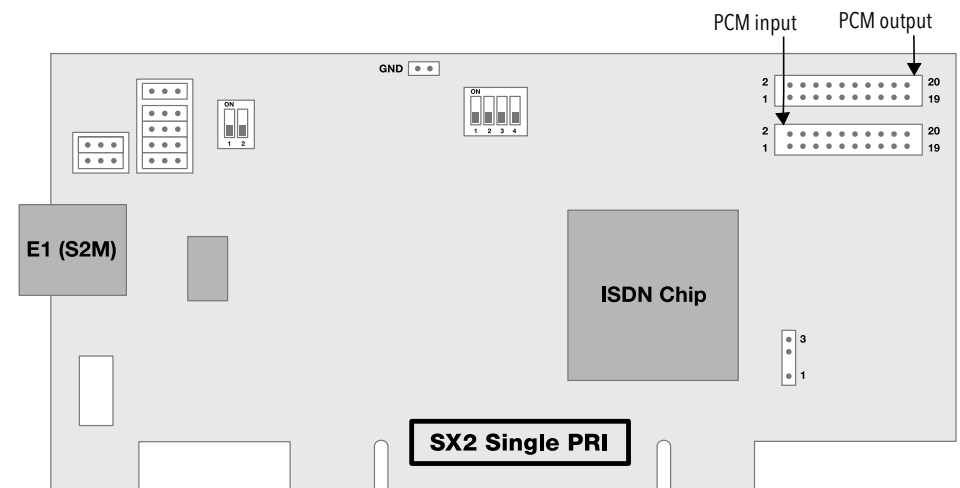 PCM input PCM output
GND
2 20
1 19
2 20
1 19
ON
1 2
ON
1 2 3 4
E1 (S2M)
ISDN Chip
3
1
SX2 Single PRI